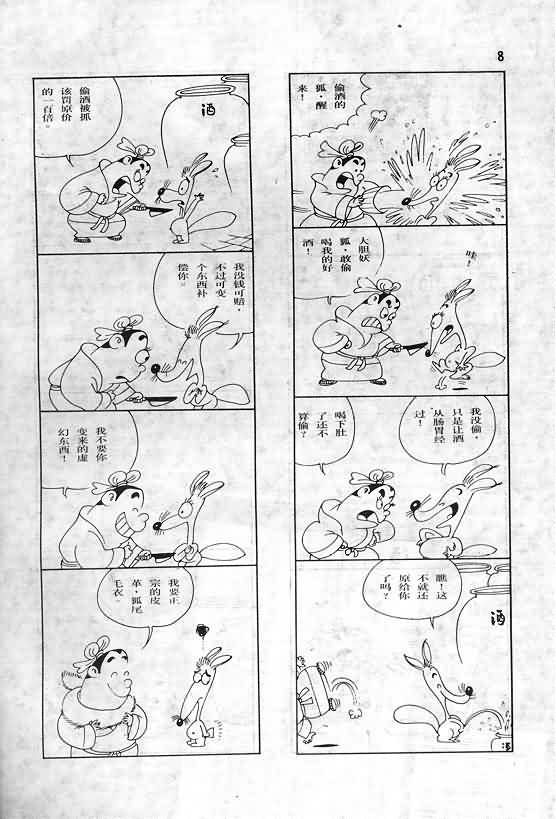 8
偷酒的
狐，醒
来！
哇！
大胆妖
狐，敢偷
喝我的好
酒！
我没偷，
只是让酒
从肠胃经
过！
喝下肚
了还不
算偷？
瞧！这
不就还
原给你
了吗？
酒
偷酒被抓
该罚原价
的一百倍。
酒
我没钱可赔，
不过可变
个东西补
偿你。
我不要你
变来的虚
幻东西！
我要正
宗的皮
革，狐尾
毛衣。